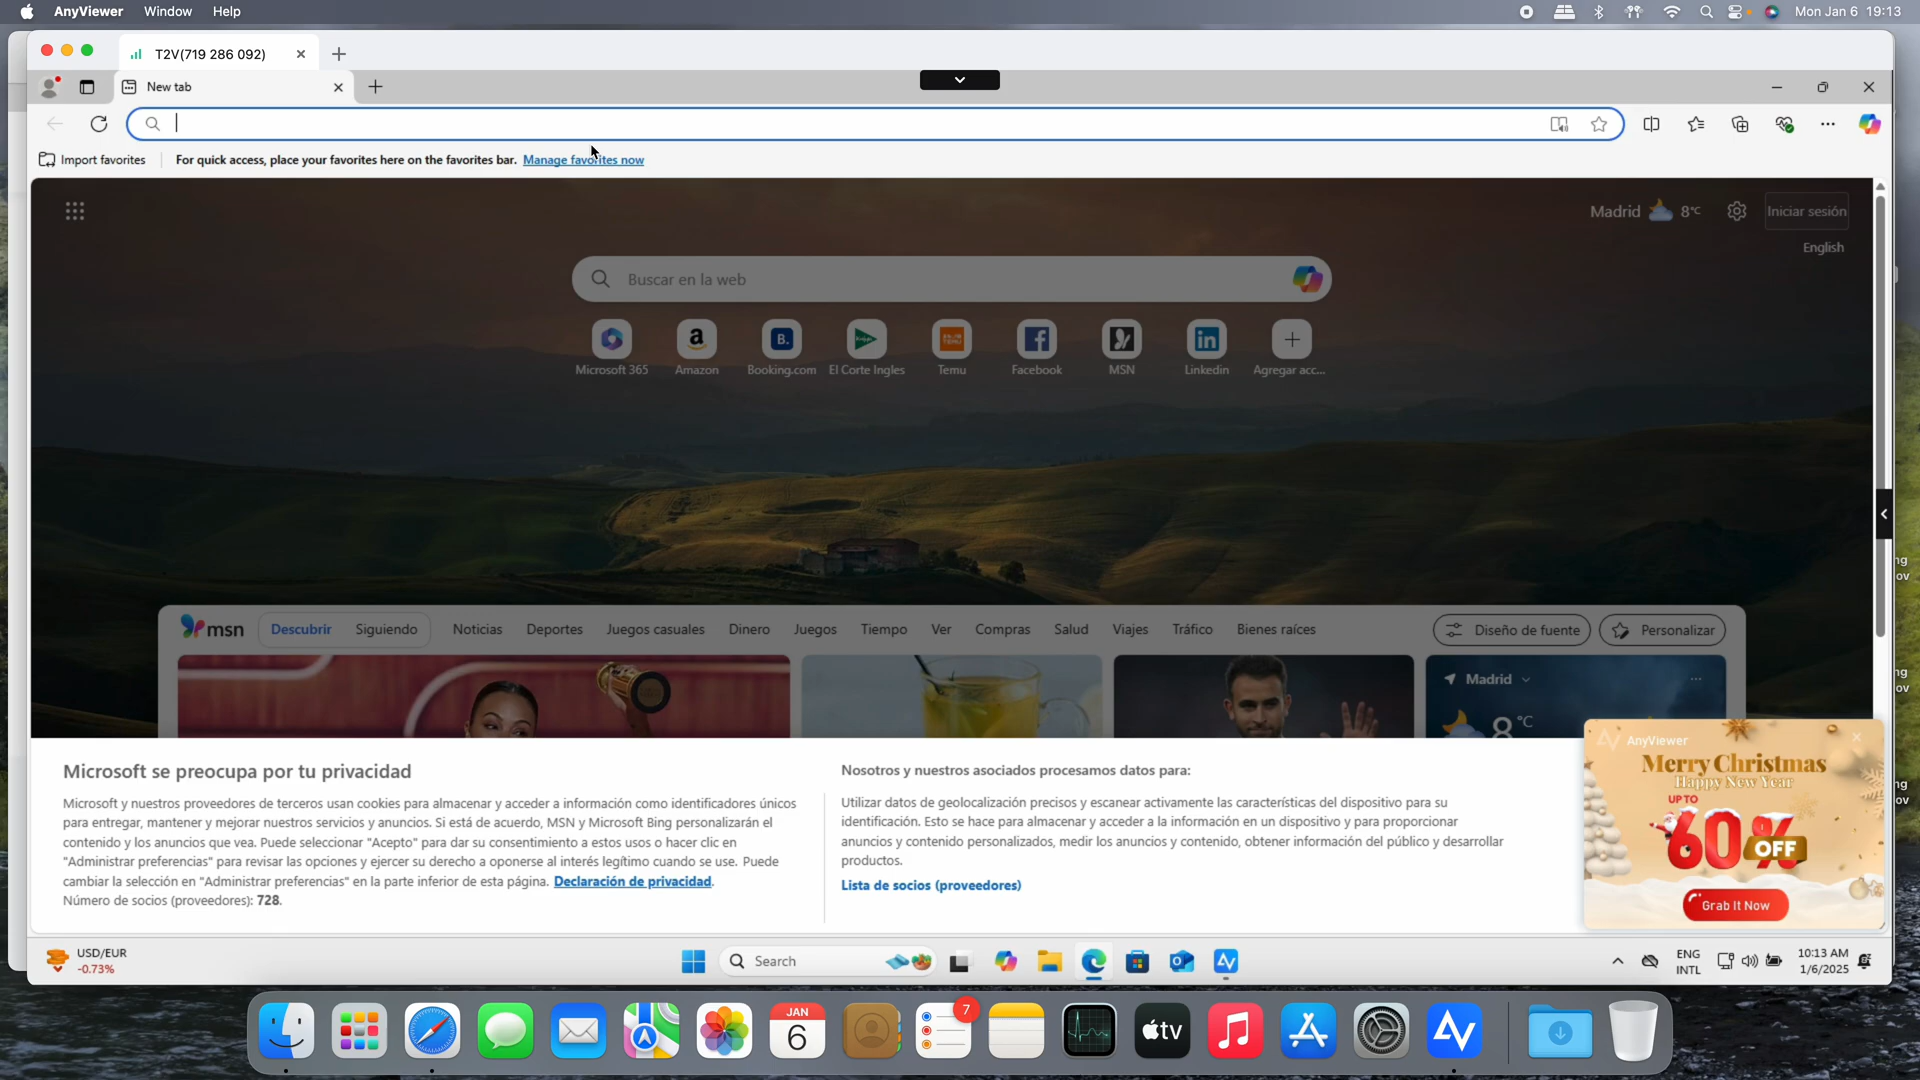 AnyViewer Window Help
Mon Jan 6 19:13
T2V(719 286 092)
New tab
Import favorites
For quick access, place your favorites here on the favorites bar. Manage favorites now
Madrid 8°C
Iniciar sesión
English
Buscar en la web
Microsoft 365
Amazon
Booking.com
El Corte Ingles
Temu
Facebook
MSN
Linkedin
Agregar acc...
msn
Descubrir Siguiendo Noticias Deportes Juegos casuales Dinero Juegos Tiempo Ver Compras Salud Viajes Tráfico Bienes raíces
Diseño de fuente
Personalizar
Madrid
8 °C
Microsoft se preocupa por tu privacidad
Microsoft y nuestros proveedores de terceros usan cookies para almacenar y acceder a información como identificadores únicos
para entregar, mantener y mejorar nuestros servicios y anuncios. Si está de acuerdo, MSN y Microsoft Bing personalizarán el
contenido y los anuncios que vea. Puede seleccionar "Acepto" para dar su consentimiento a estos usos o hacer clic en
"Administrar preferencias" para revisar las opciones y ejercer su derecho a oponerse al interés legítimo cuando se use. Puede
cambiar la selección en "Administrar preferencias" en la parte inferior de esta página. Declaración de privacidad.
Número de socios (proveedores): 728.
Nosotros y nuestros asociados procesamos datos para:
Utilizar datos de geolocalización precisos y escanear activamente las características del dispositivo para su
identificación. Esto se hace para almacenar y acceder a la información en un dispositivo y para proporcionar
anuncios y contenido personalizados, medir los anuncios y contenido, obtener información del público y desarrollar
productos.
Lista de socios (proveedores)
AnyViewer
Merry Christmas
Happy New Year
UP TO
60% OFF
Grab It Now
USD/EUR
-0.73%
Search
ENG
INTL
10:13 AM
1/6/2025
ng
ov
ng
ov
ng
ov
JAN
6
7
tv